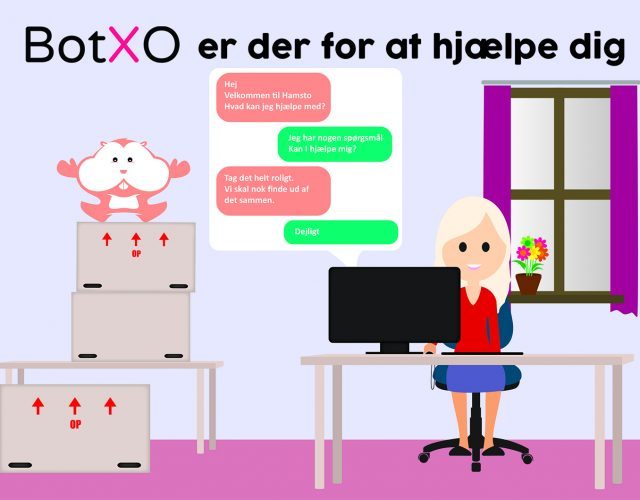 BotXO er der for at hjælpe dig
Hej
Velkommen til Hamsto
Hvad kan jeg hjælpe med?
Jeg har nogen spørgsmål
Kan I hjælpe mig?
Tag det helt roligt.
Vi skal nok finde ud af
det sammen.
Dejligt
OP
OP